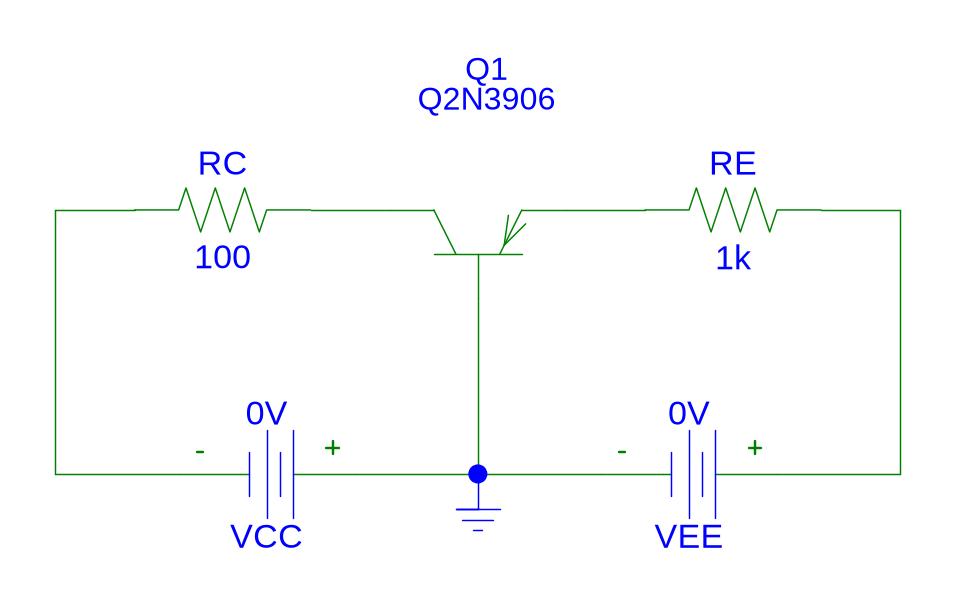 Q1
Q2N3906
RC
RE
100
1k
0V
0V
- +
- +
VCC
VEE